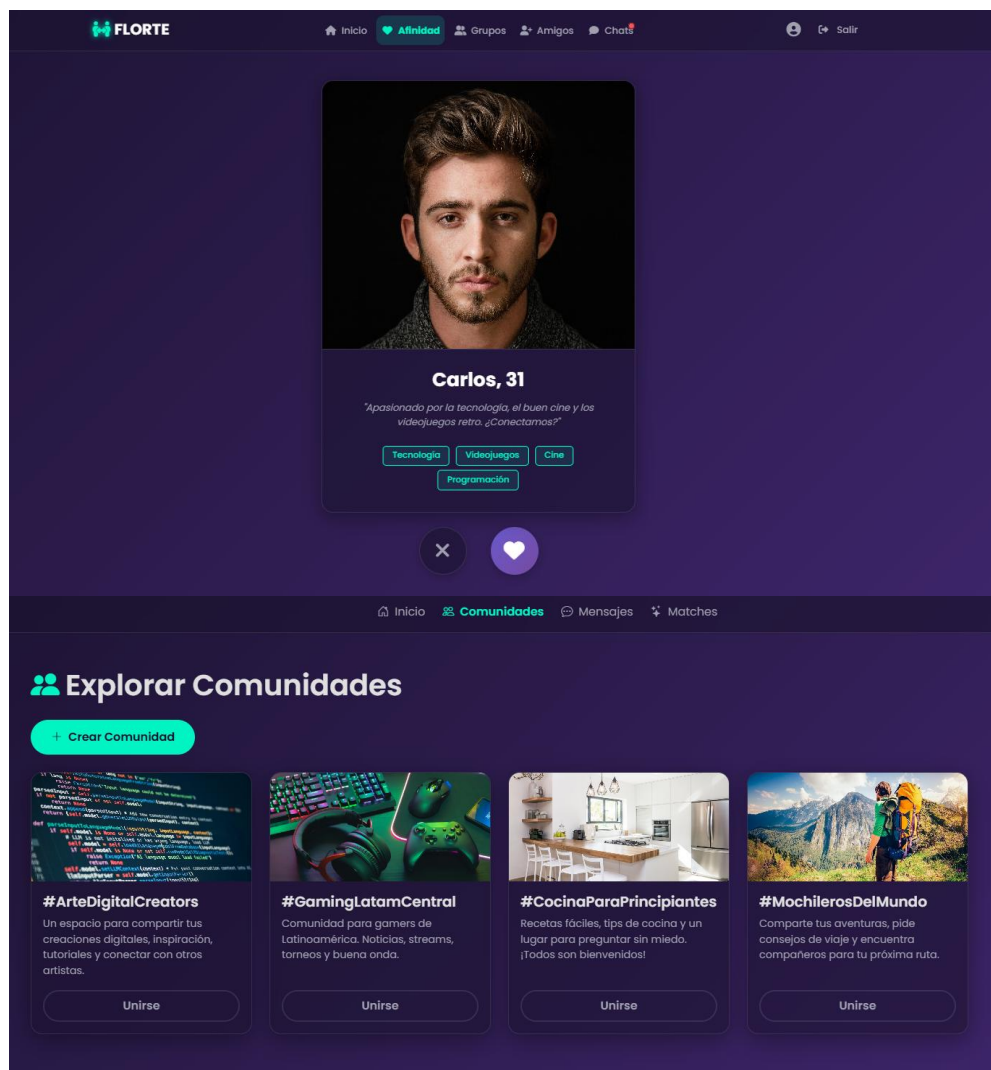 FLORTE
Inicio Afinidad Grupos Amigos Chats Salir
Carlos, 31
"Apasionado por la tecnología, el buen cine y los
videojuegos retro. ¿Conectamos?"
Tecnología Videojuegos Cine
Programación
Inicio Comunidades Mensajes Matches
Explorar Comunidades
+ Crear Comunidad
#ArteDigitalCreators
Un espacio para compartir tus
creaciones digitales, inspiración,
tutoriales y conectar con otros
artistas.
Unirse
#GamingLatamCentral
Comunidad para gamers de
Latinoamérica. Noticias, streams,
torneos y buena onda.
Unirse
#CocinaParaPrincipiantes
Recetas fáciles, tips de cocina y un
lugar para preguntar sin miedo.
¡Todos son bienvenidos!
Unirse
#MochilerosDelMundo
Comparte tus aventuras, pide
consejos de viaje y encuentra
compañeros para tu próxima ruta.
Unirse